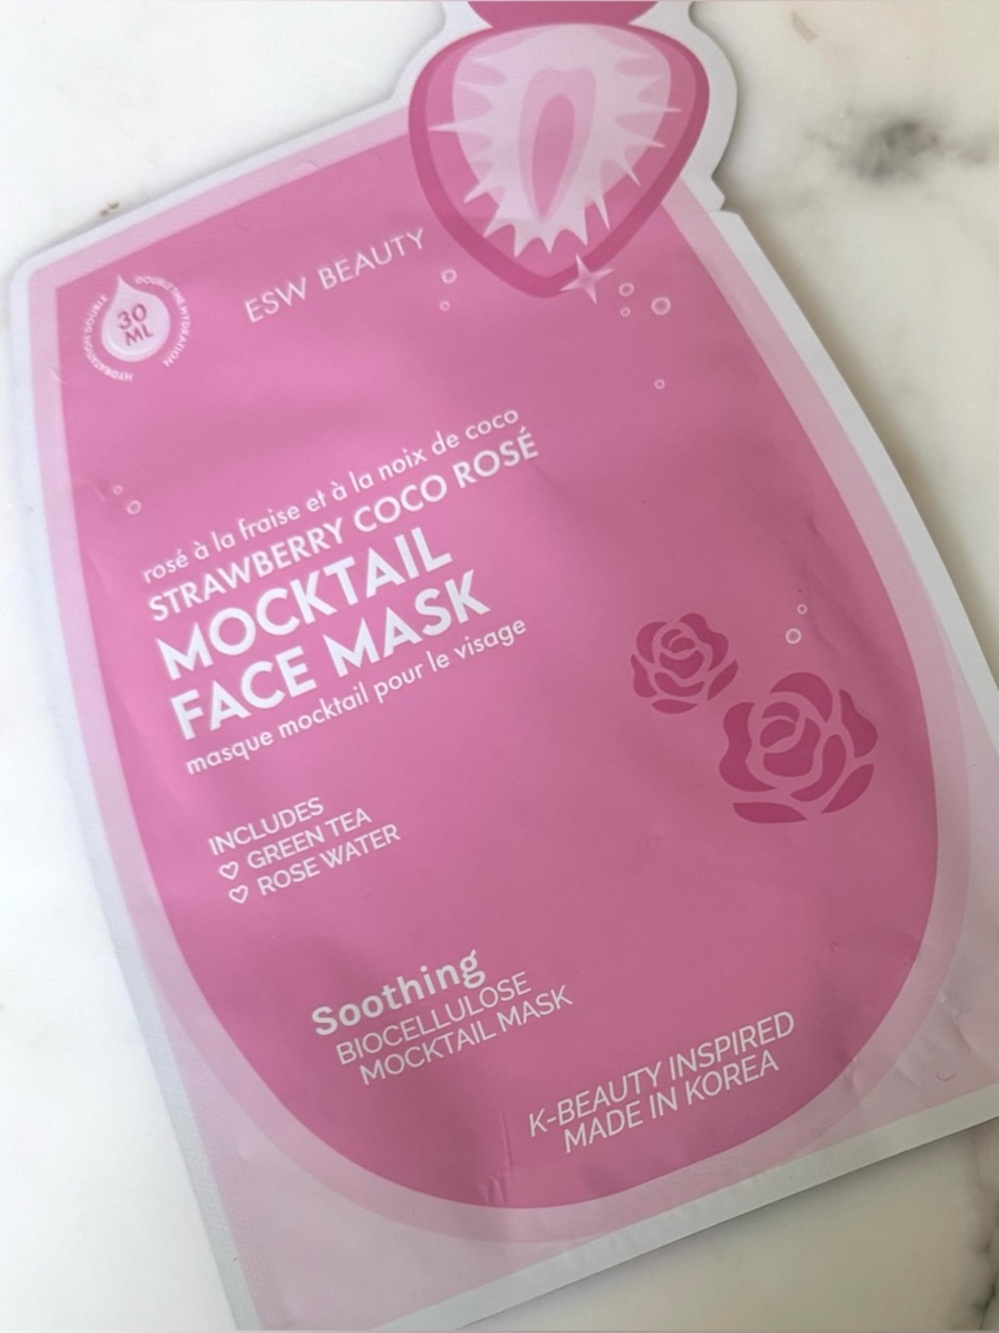 ESW BEAUTY
30
ML
DOUBLE THE HYDRATION
HYDRATION DOUBLE
rosé à la fraise et à la noix de coco
STRAWBERRY COCO ROSÉ
MOCKTAIL
FACE MASK
masque mocktail pour le visage
INCLUDES
GREEN TEA
ROSE WATER
Soothing
BIOCELLULOSE
MOCKTAIL MASK
K-BEAUTY INSPIRED
MADE IN KOREA